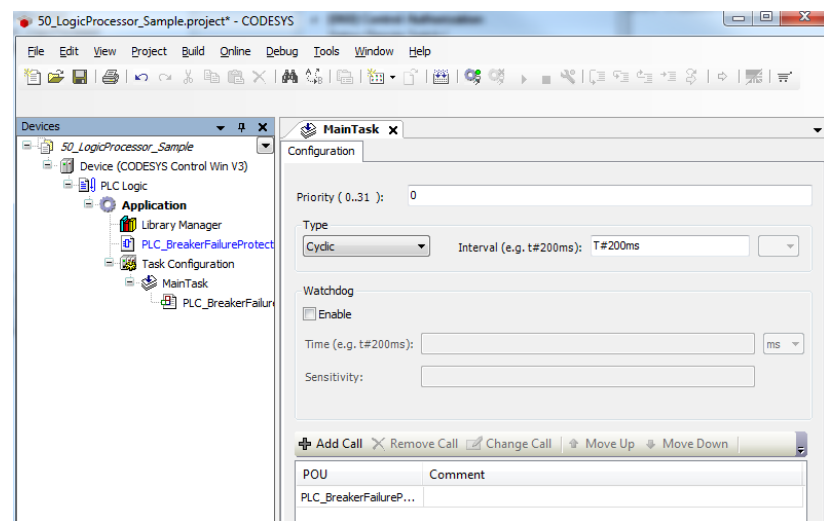 50_LogicProcessor_Sample.project* - CODESYS
File Edit View Project Build Online Debug Tools Window Help
Devices
50_LogicProcessor_Sample
Device (CODESYS Control Win V3)
PLC Logic
Application
Library Manager
PLC_BreakerFailureProtect
Task Configuration
MainTask
PLC_BreakerFailur
MainTask
Configuration
Priority ( 0..31 ): 0
Type
Cyclic Interval (e.g. t#200ms): T#200ms
Watchdog
Enable
Time (e.g. t#200ms): ms
Sensitivity:
Add Call Remove Call Change Call Move Up Move Down
POU Comment
PLC_BreakerFailureP...